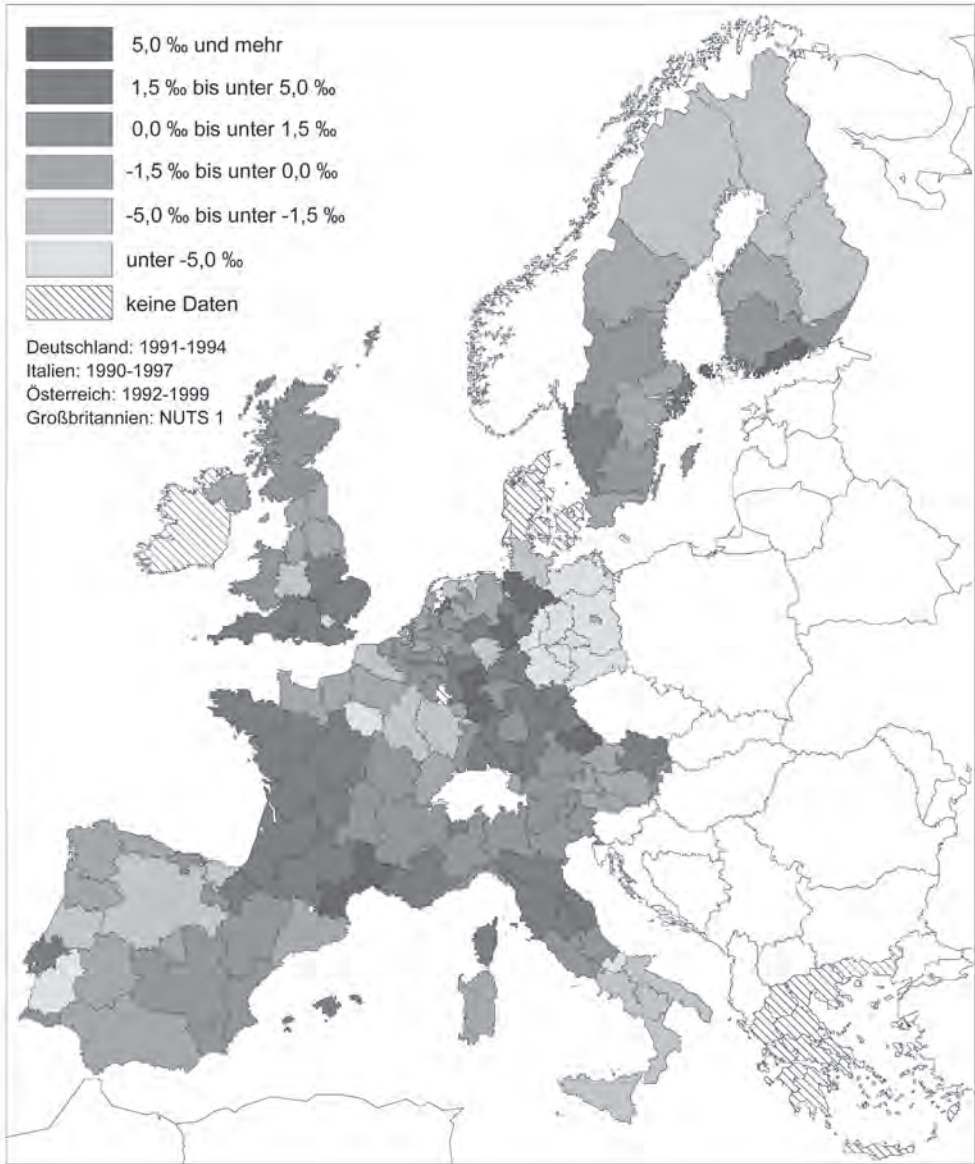 5,0 ‰ und mehr
1,5 ‰ bis unter 5,0 ‰
0,0 ‰ bis unter 1,5 ‰
-1,5 ‰ bis unter 0,0 ‰
-5,0 ‰ bis unter -1,5 ‰
unter -5,0 ‰
keine Daten
Deutschland: 1991-1994
Italien: 1990-1997
Österreich: 1992-1999
Großbritannien: NUTS 1